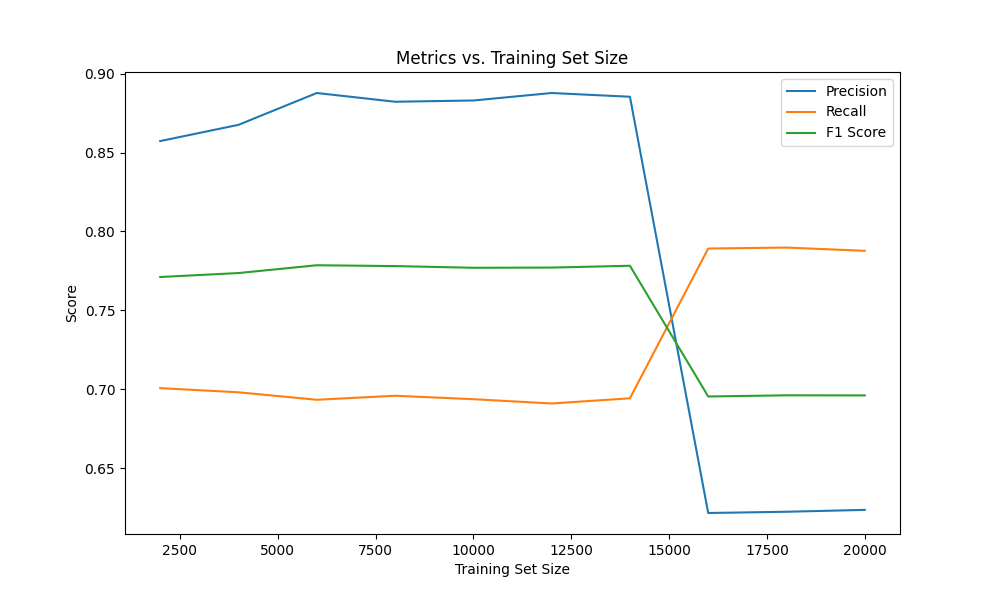 Metrics vs. Training Set Size
0.90
0.85
0.80
0.75
0.70
0.65
Score
Precision
Recall
F1 Score
2500
5000
7500
10000
12500
15000
17500
20000
Training Set Size